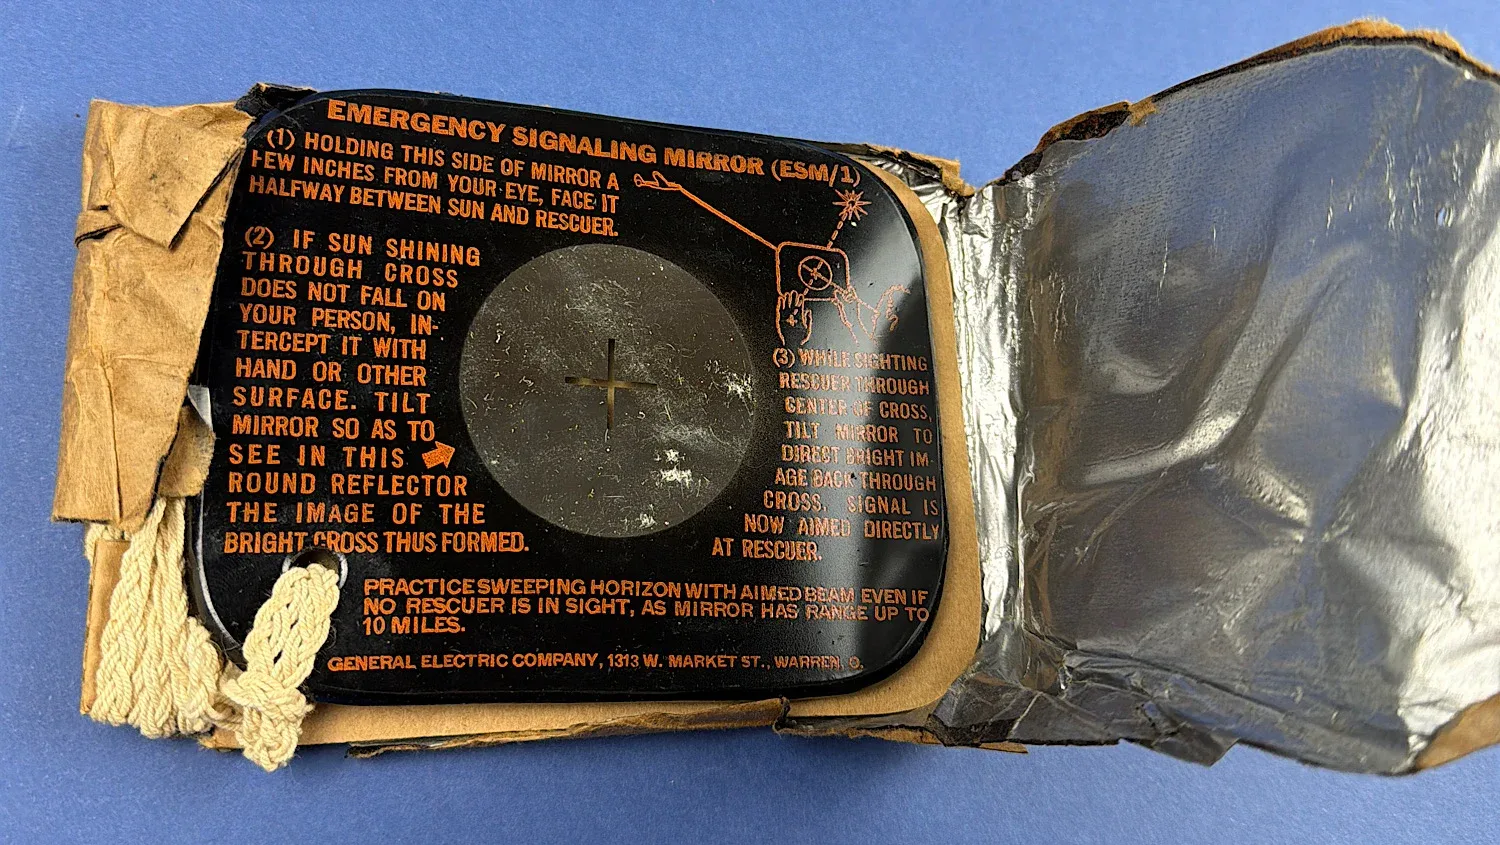 EMERGENCY SIGNALING MIRROR (ESM/1)
(1) HOLDING THIS SIDE OF MIRROR A
FEW INCHES FROM YOUR EYE, FACE IT
HALFWAY BETWEEN SUN AND RESCUER.
(2) IF SUN SHINING
THROUGH CROSS
DOES NOT FALL ON
YOUR PERSON, IN-
TERCEPT IT WITH
HAND OR OTHER
SURFACE. TILT
MIRROR SO AS TO
SEE IN THIS
ROUND REFLECTOR
THE IMAGE OF THE
BRIGHT CROSS THUS FORMED.
(3) WHILE SIGHTING
RESCUER THROUGH
CENTER OF CROSS,
TILT MIRROR TO
DIRECT BRIGHT IM-
AGE BACK THROUGH
CROSS. SIGNAL IS
NOW AIMED DIRECTLY
AT RESCUER.
PRACTICE SWEEPING HORIZON WITH AIMED BEAM EVEN IF
NO RESCUER IS IN SIGHT, AS MIRROR HAS RANGE UP TO
10 MILES.
GENERAL ELECTRIC COMPANY, 1313 W. MARKET ST., WARREN, O.